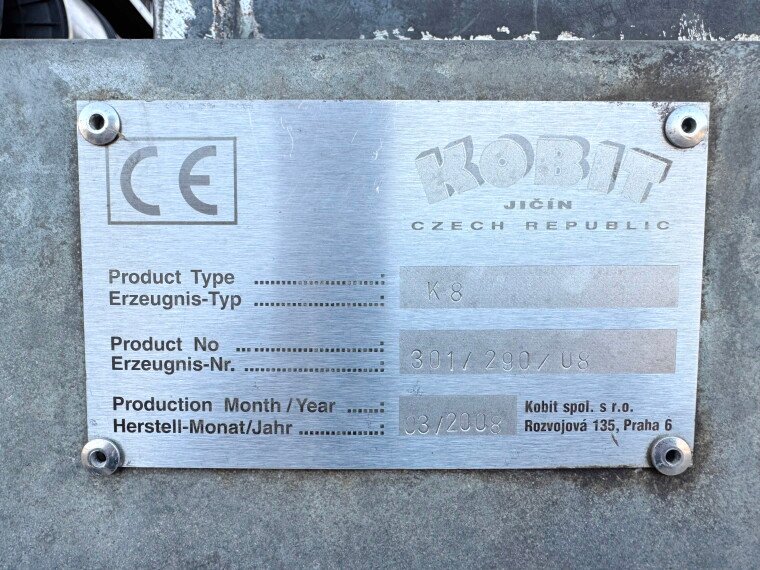 CE
KOBIT
JIČÍN
CZECH REPUBLIC
Product Type ....................: K8
Erzeugnis-Typ ....................:
Product No ....................: 301/290/08
Erzeugnis-Nr. ....................:
Production Month/Year .....: 03/2008
Herstell-Monat/Jahr ............:
Kobit spol. s r.o.
Rozvojová 135, Praha 6